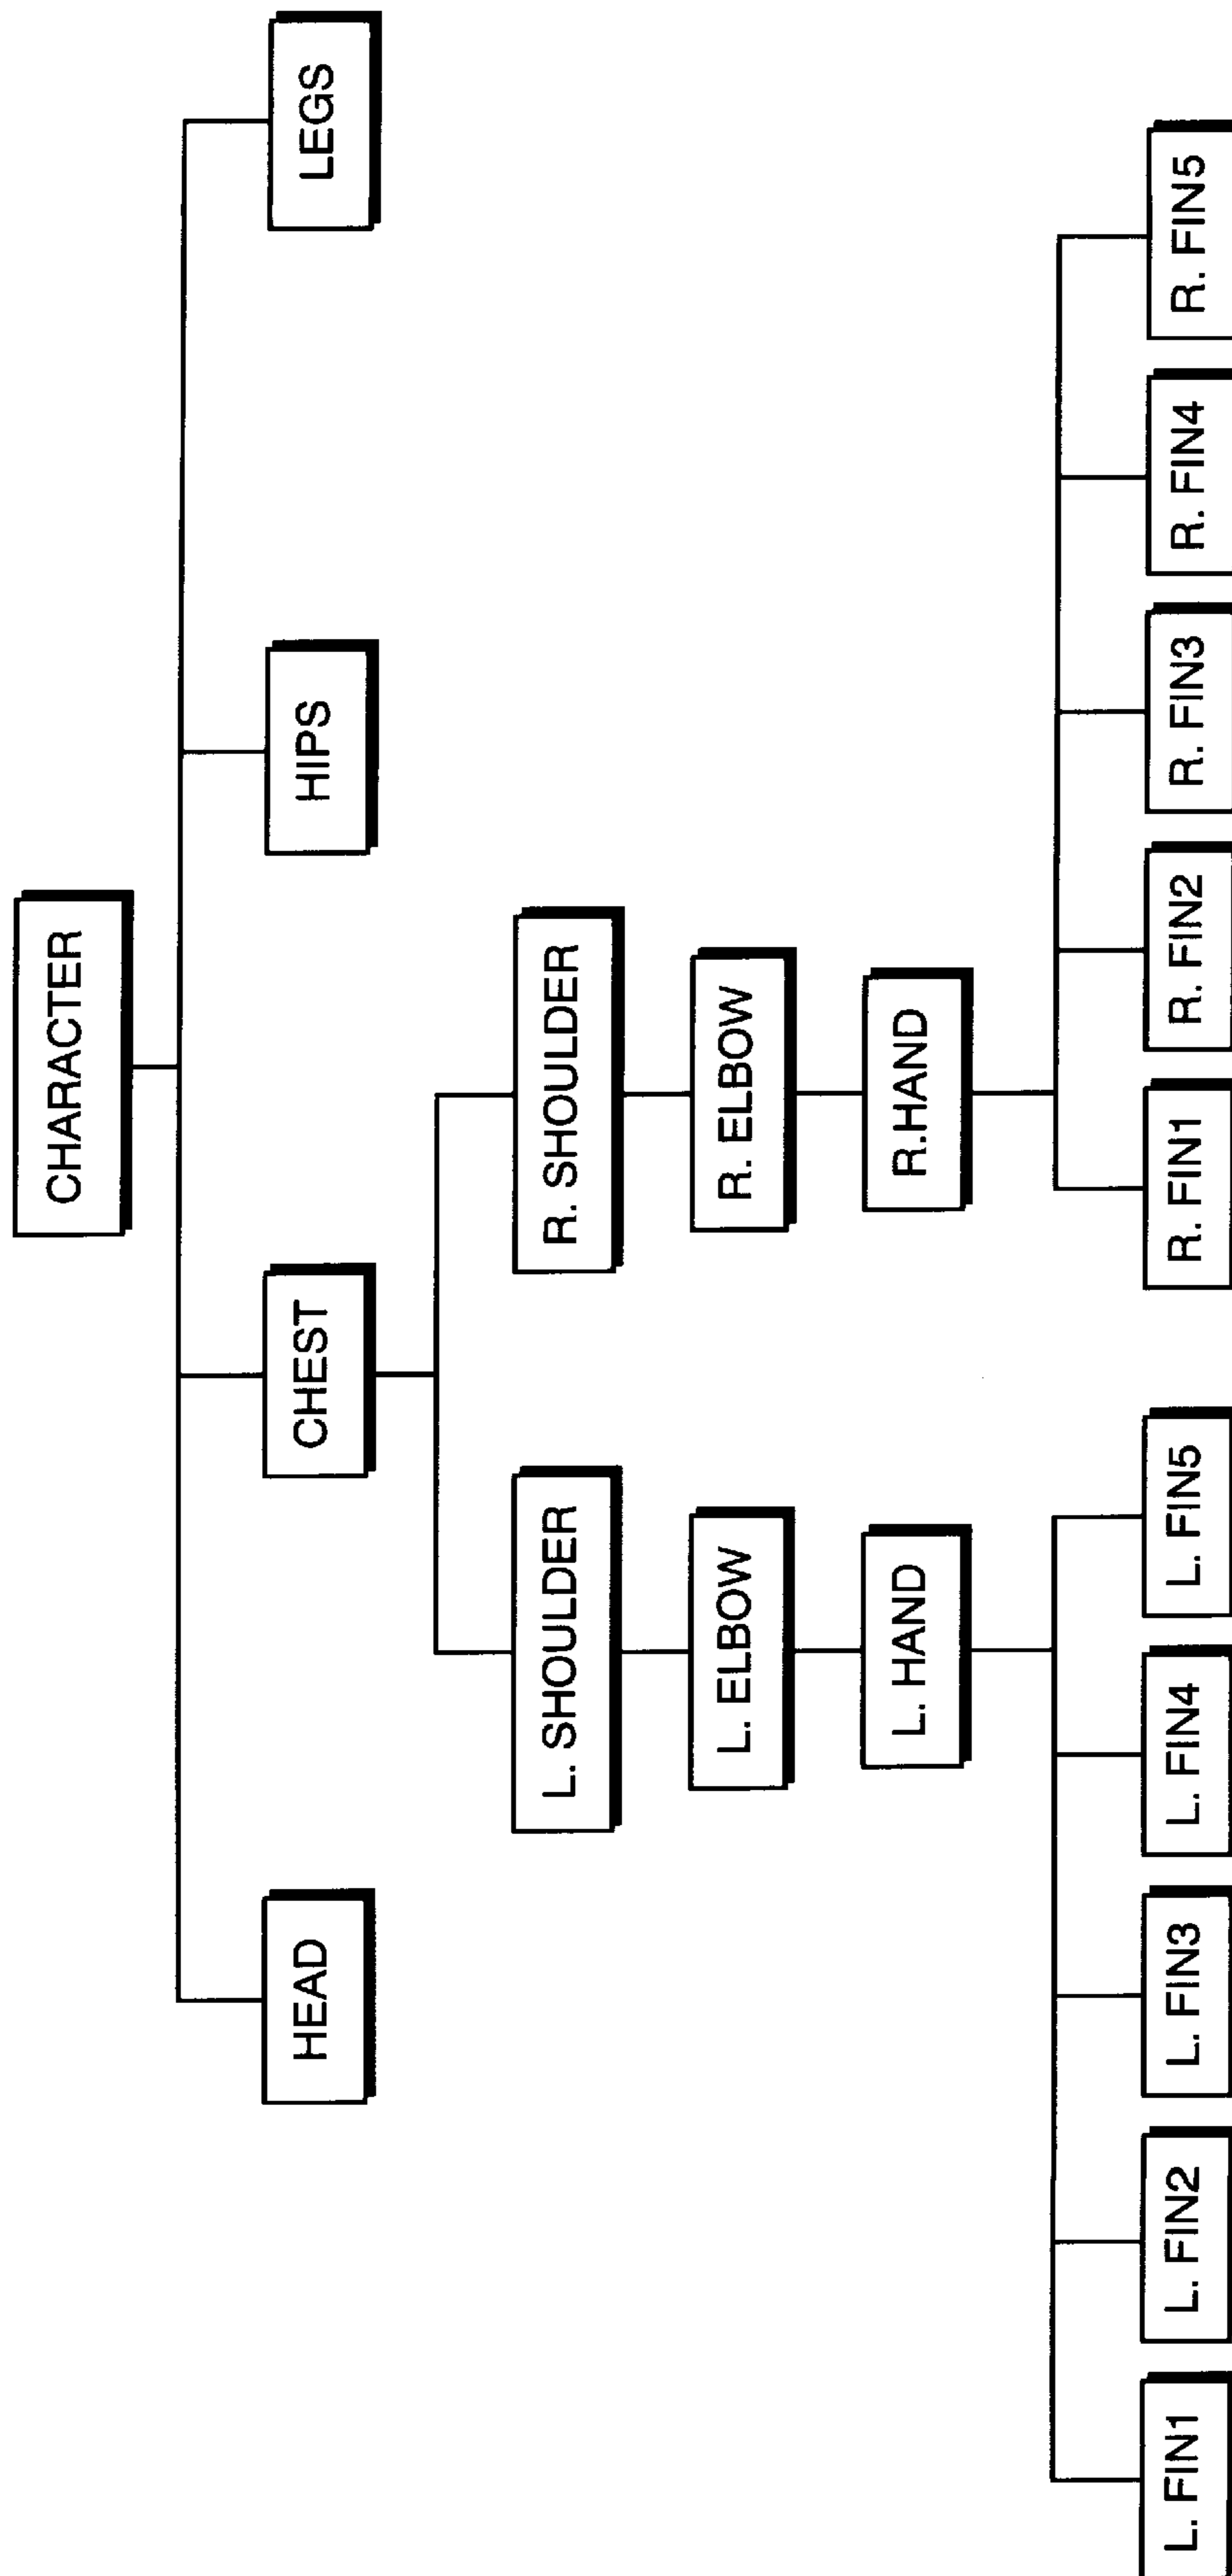 CHARACTER
HEAD
CHEST
HIPS
LEGS
L. SHOULDER
R. SHOULDER
L. ELBOW
R. ELBOW
L. HAND
R.HAND
L. FIN1
L. FIN2
L. FIN3
L. FIN4
L. FIN5
R. FIN1
R. FIN2
R. FIN3
R. FIN4
R. FIN5